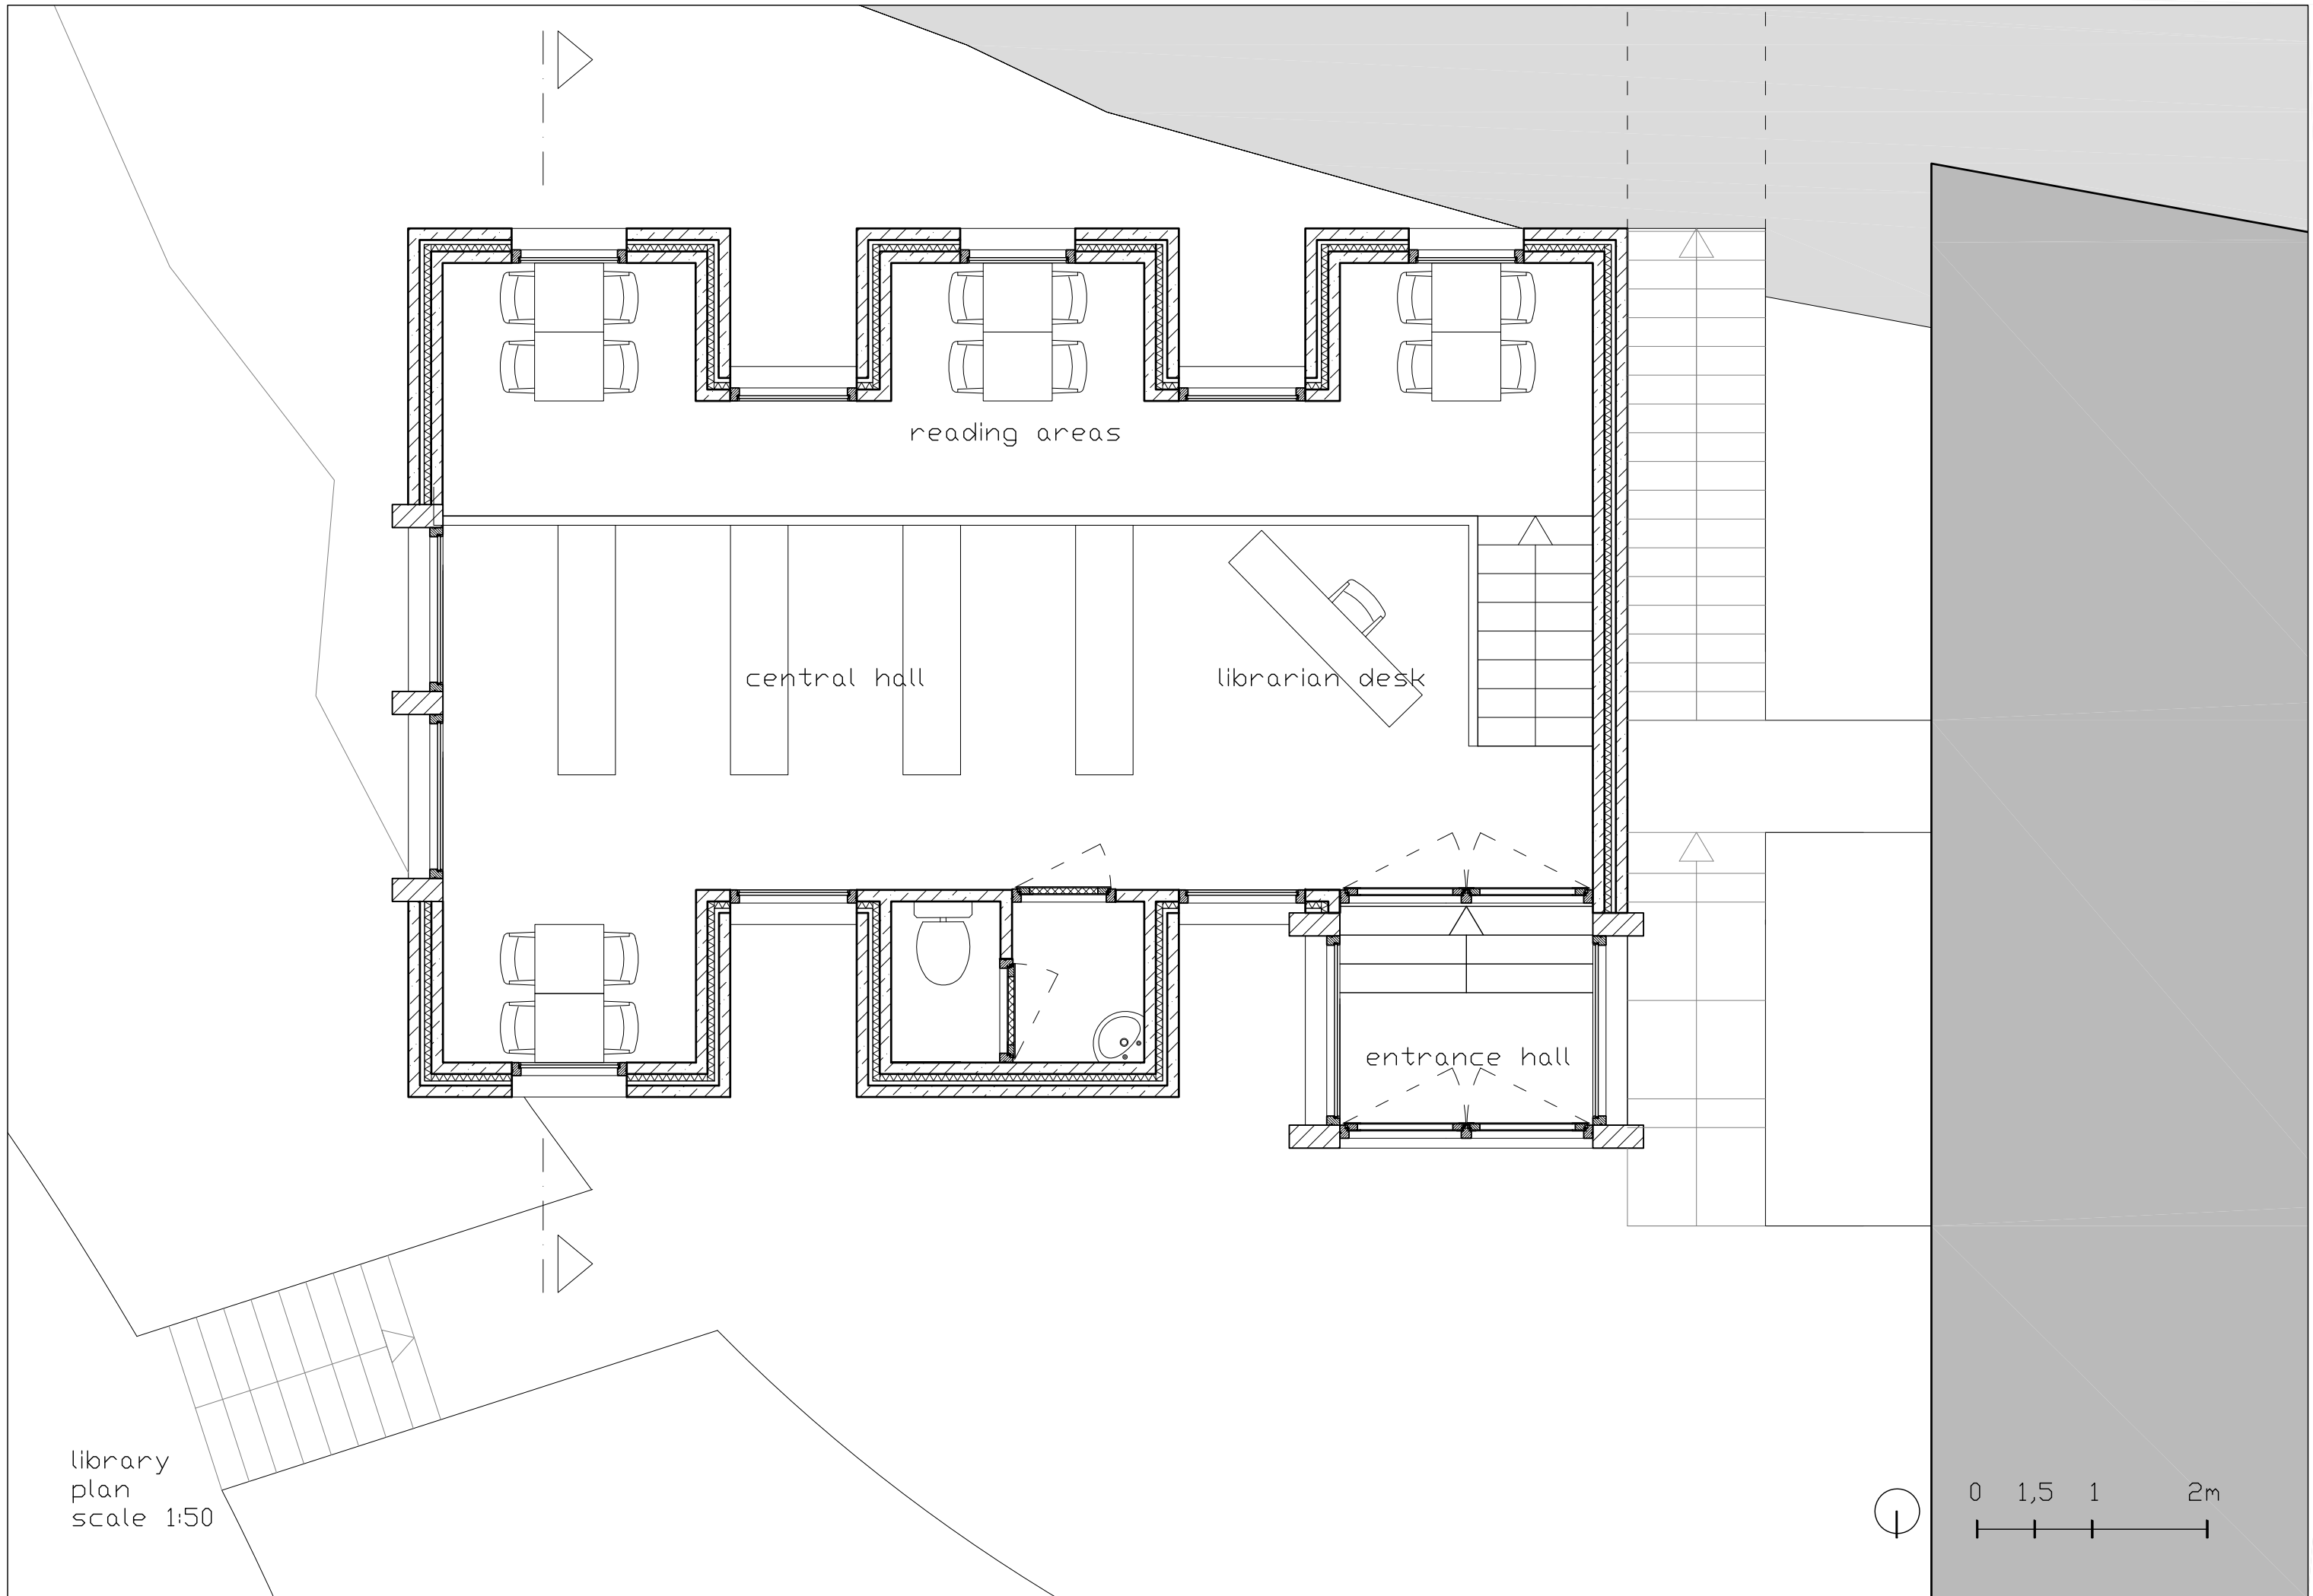 reading areas
central hall
librarian desk
entrance hall
library
plan
scale 1:50
0 1,5 1 2m